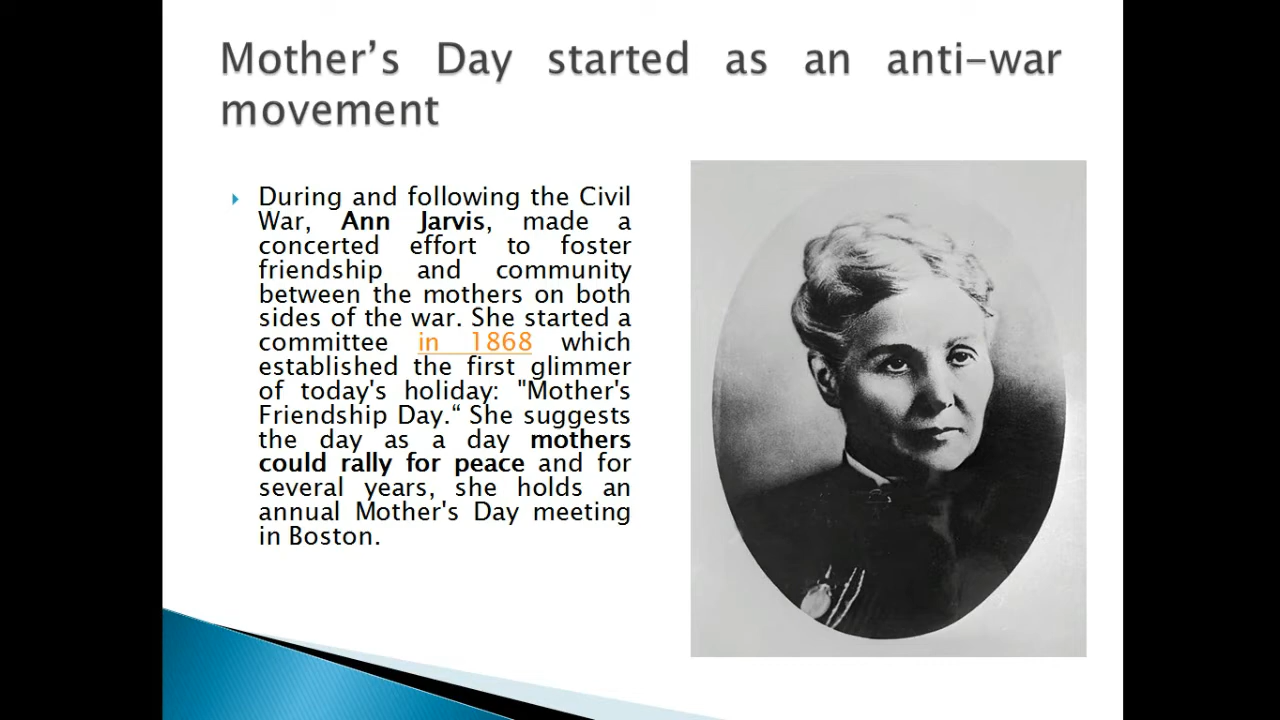 Mother’s Day started as an anti-war
movement
During and following the Civil
War, Ann Jarvis, made a
concerted effort to foster
friendship and community
between the mothers on both
sides of the war. She started a
committee in 1868 which
established the first glimmer
of today's holiday: "Mother's
Friendship Day.“ She suggests
the day as a day mothers
could rally for peace and for
several years, she holds an
annual Mother's Day meeting
in Boston.